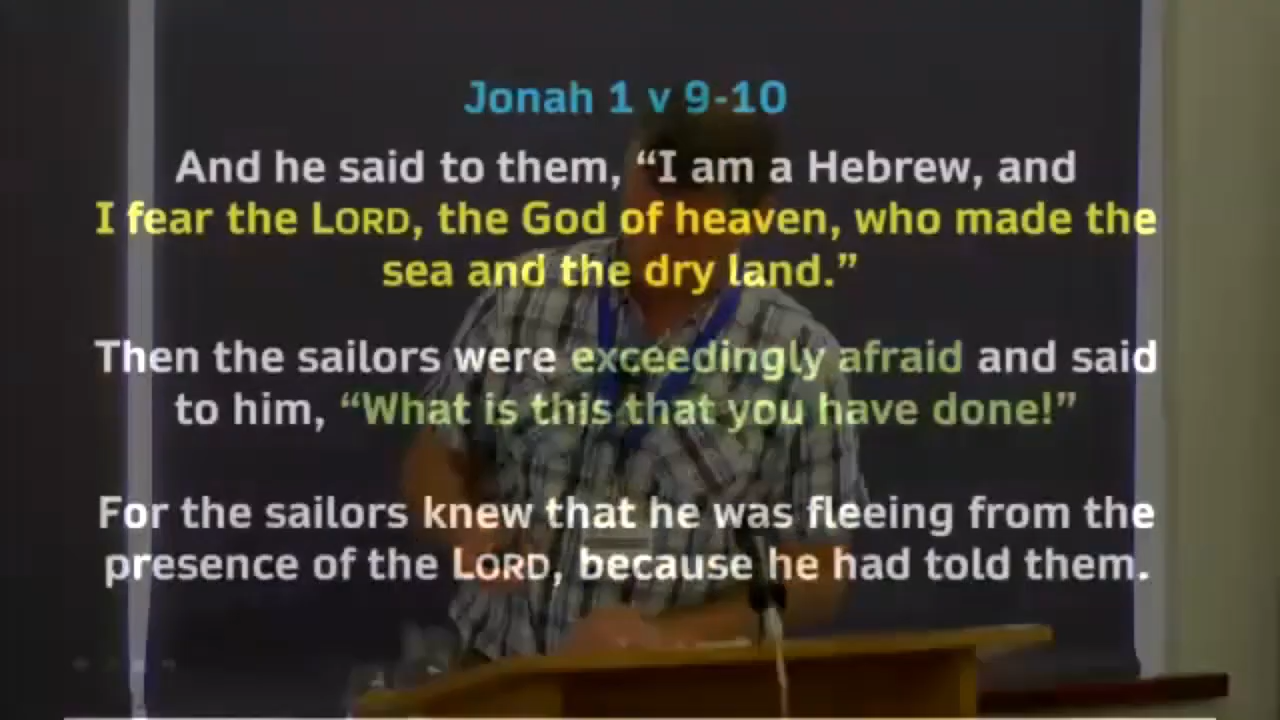 Jonah 1 v 9-10
And he said to them, “I am a Hebrew, and
I fear the LORD, the God of heaven, who made the
sea and the dry land.”
Then the sailors were exceedingly afraid and said
to him, “What is this that you have done!”
For the sailors knew that he was fleeing from the
presence of the LORD, because he had told them.